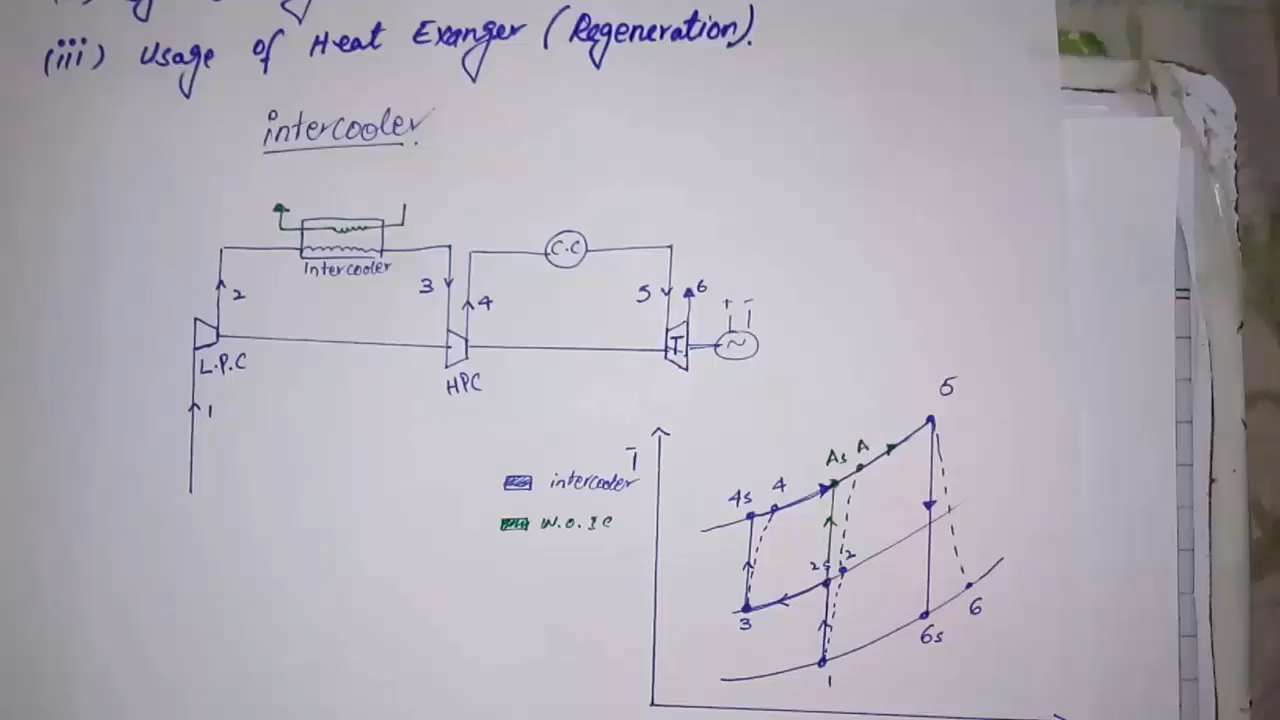 (iii) Usage of Heat Exanger (Regeneration).
intercooler.
Intercooler
C.C
2
3
4
5
6
+ -
T
~
L.P.C
HPC
1
5
T
As A
intercooler
4s 4
W.O.IC
2s 2
3
6
6s
1